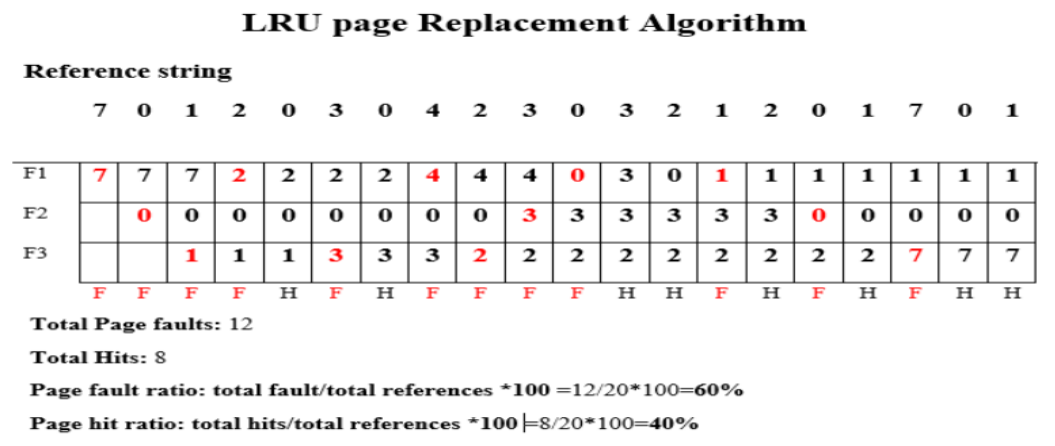 LRU page Replacement Algorithm
Reference string
7 0 1 2 0 3 0 4 2 3 0 3 2 1 2 0 1 7 0 1
F1 7 7 7 2 2 2 2 4 4 4 0 3 0 1 1 1 1 1 1 1
F2 0 0 0 0 0 0 0 0 3 3 3 3 3 3 0 0 0 0 0
F3 1 1 1 3 3 3 2 2 2 2 2 2 2 2 2 7 7 7
F F F F H F H F F F F H H F H F H F H H
Total Page faults: 12
Total Hits: 8
Page fault ratio: total fault/total references *100 =12/20*100=60%
Page hit ratio: total hits/total references *100 =8/20*100=40%